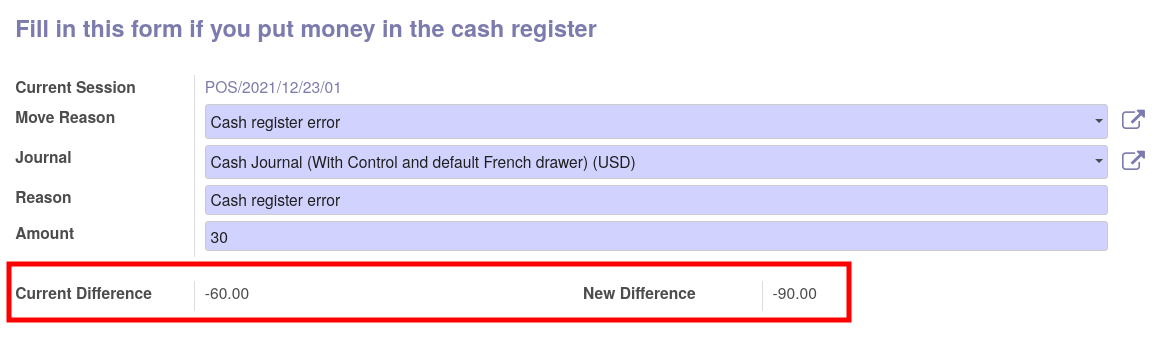 Fill in this form if you put money in the cash register
Current Session POS/2021/12/23/01
Move Reason Cash register error
Journal Cash Journal (With Control and default French drawer) (USD)
Reason Cash register error
Amount 30
Current Difference -60.00 New Difference -90.00